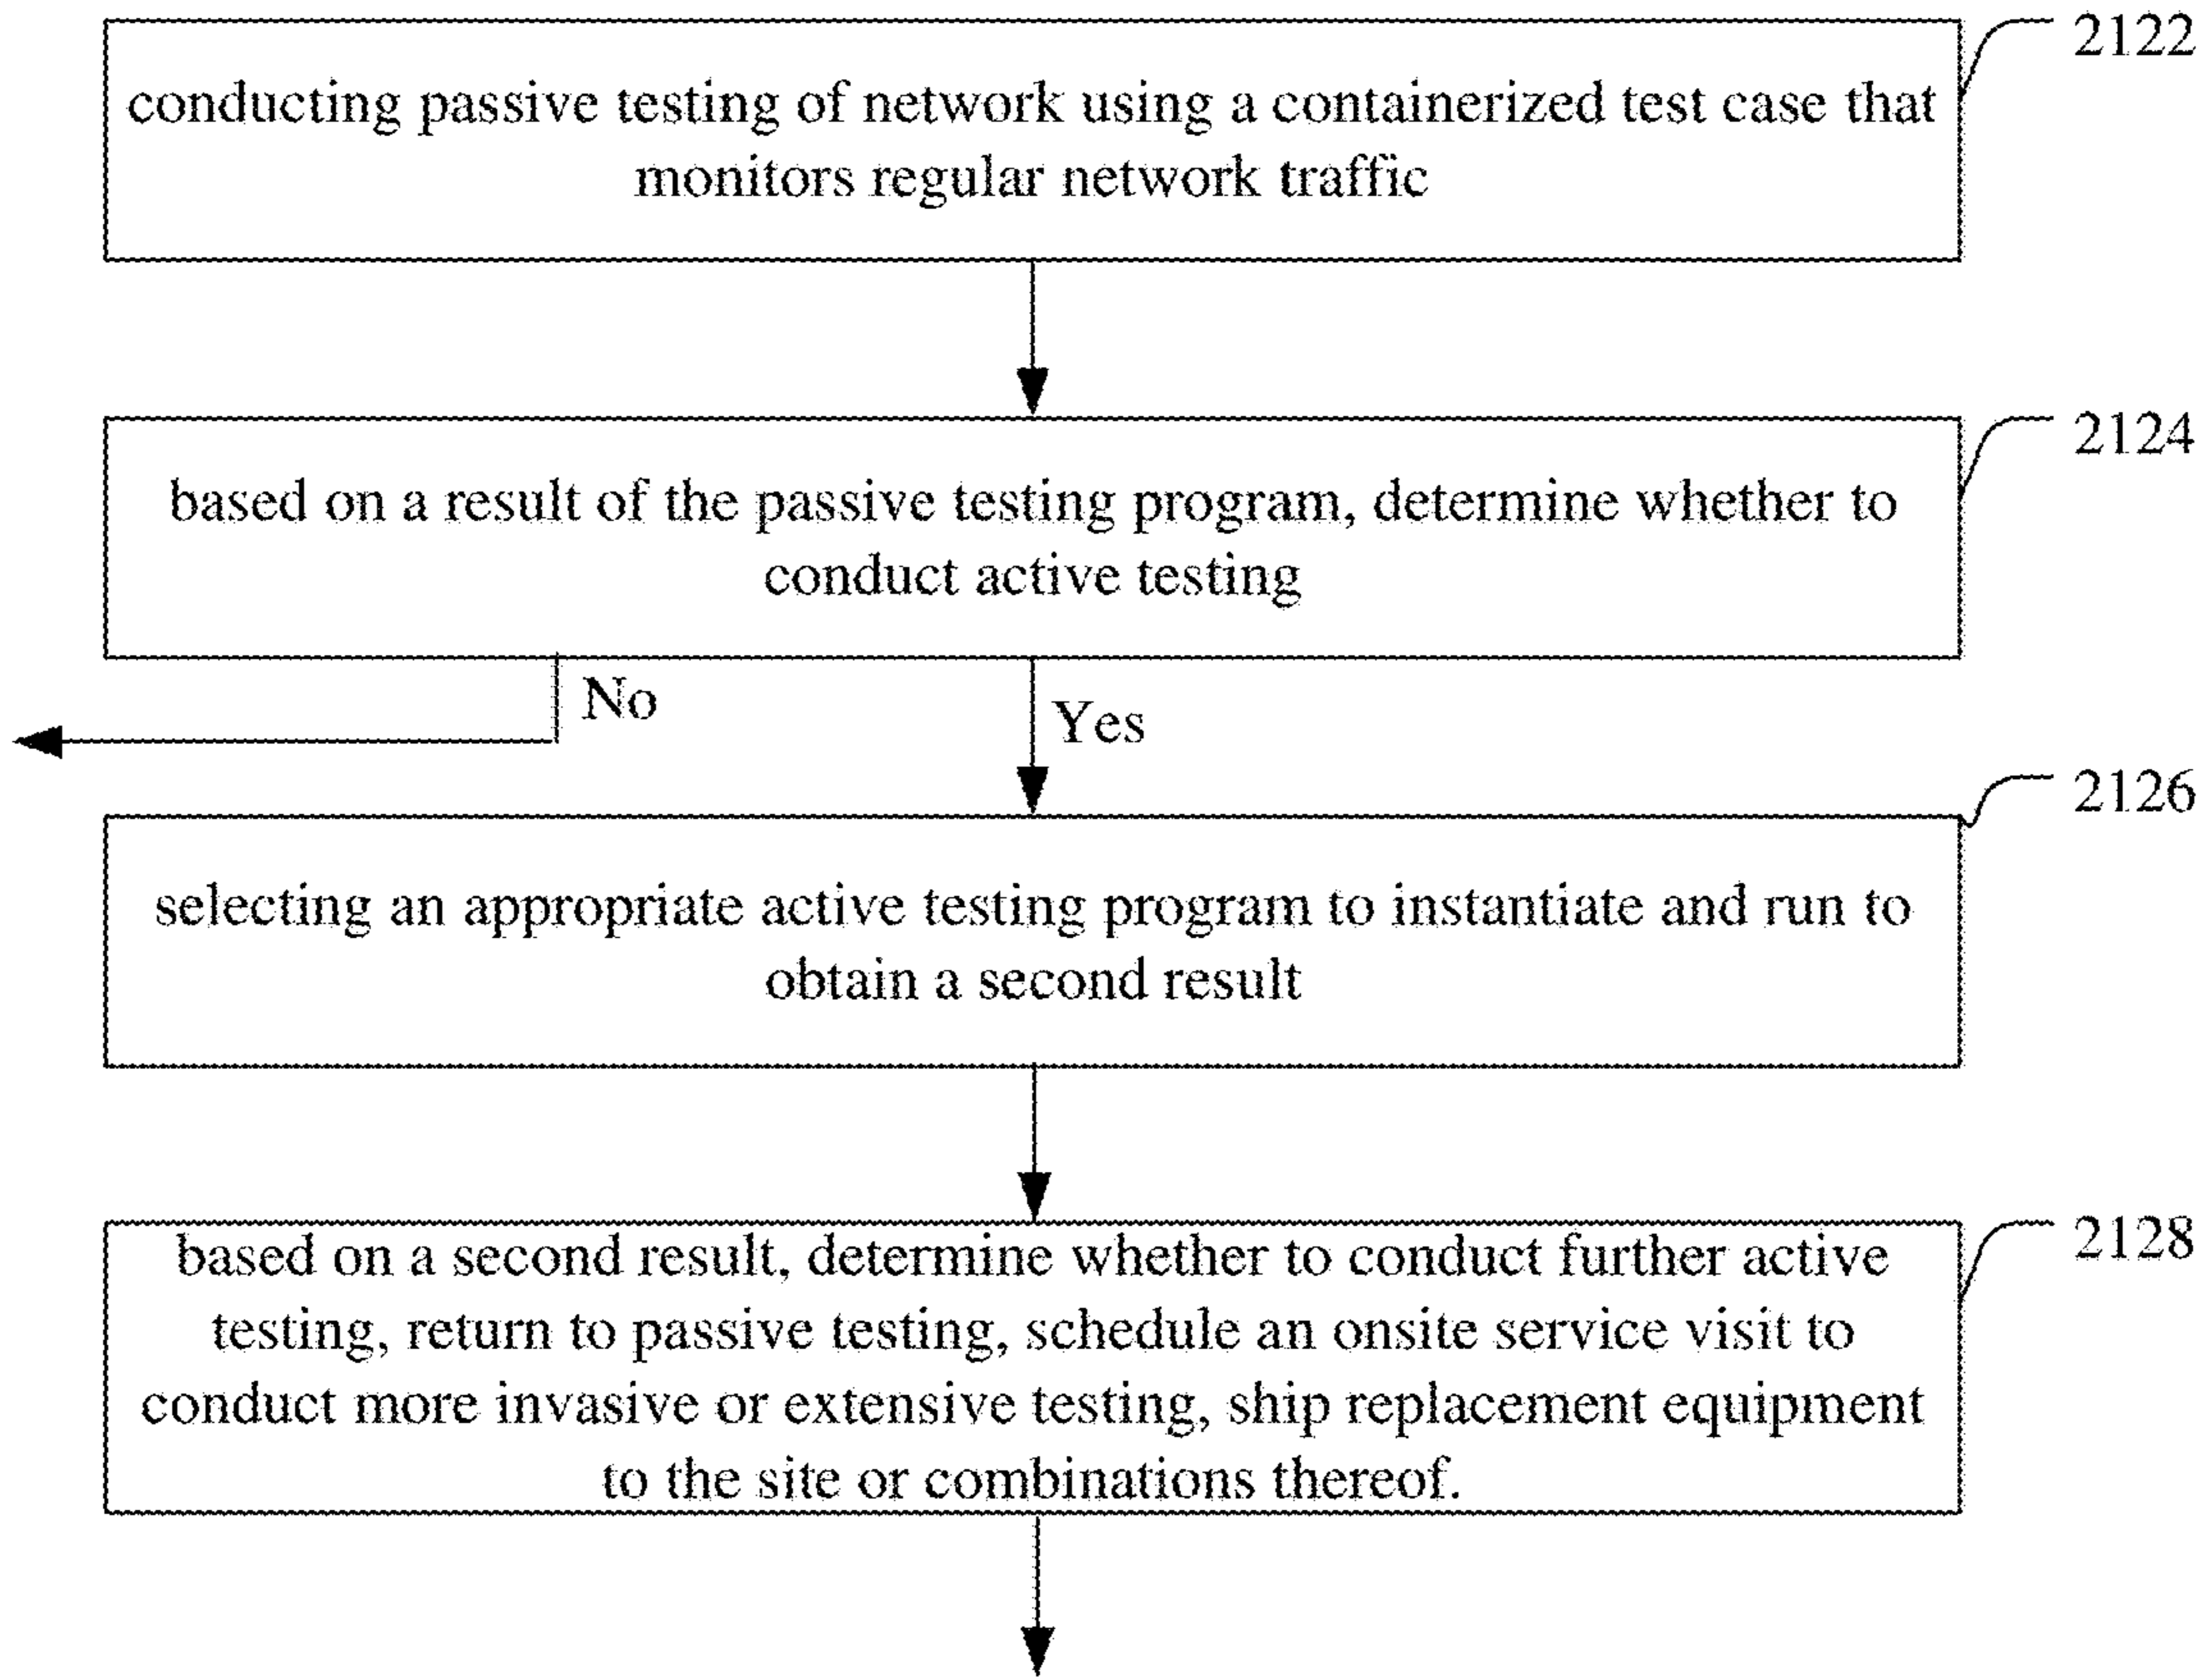 2122
conducting passive testing of network using a containerized test case that
monitors regular network traffic
2124
based on a result of the passive testing program, determine whether to
conduct active testing
No
Yes
2126
selecting an appropriate active testing program to instantiate and run to
obtain a second result
2128
based on a second result, determine whether to conduct further active
testing, return to passive testing, schedule an onsite service visit to
conduct more invasive or extensive testing, ship replacement equipment
to the site or combinations thereof.